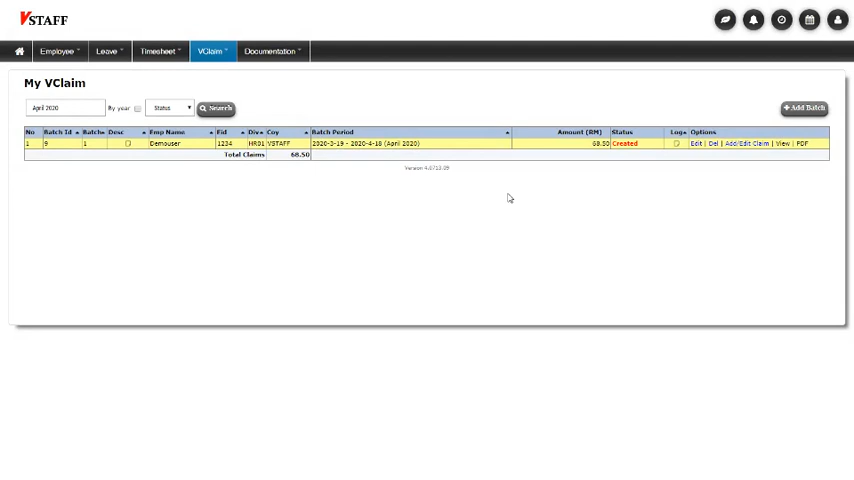 VSTAFF
Employee Leave Timesheet VClaim Documentation
My VClaim
April 2020 By year Status Search + Add Batch
No Batch Id Batch Desc Emp Name Eid Div Coy Batch Period Amount (RM) Status Log Options
1 9 1 Demouser 1234 HR01 VSTAFF 2020-3-19 - 2020-4-18 (April 2020) 68.50 Created Edit | Del | Add/Edit Claim | View | PDF
Total Claims 68.50